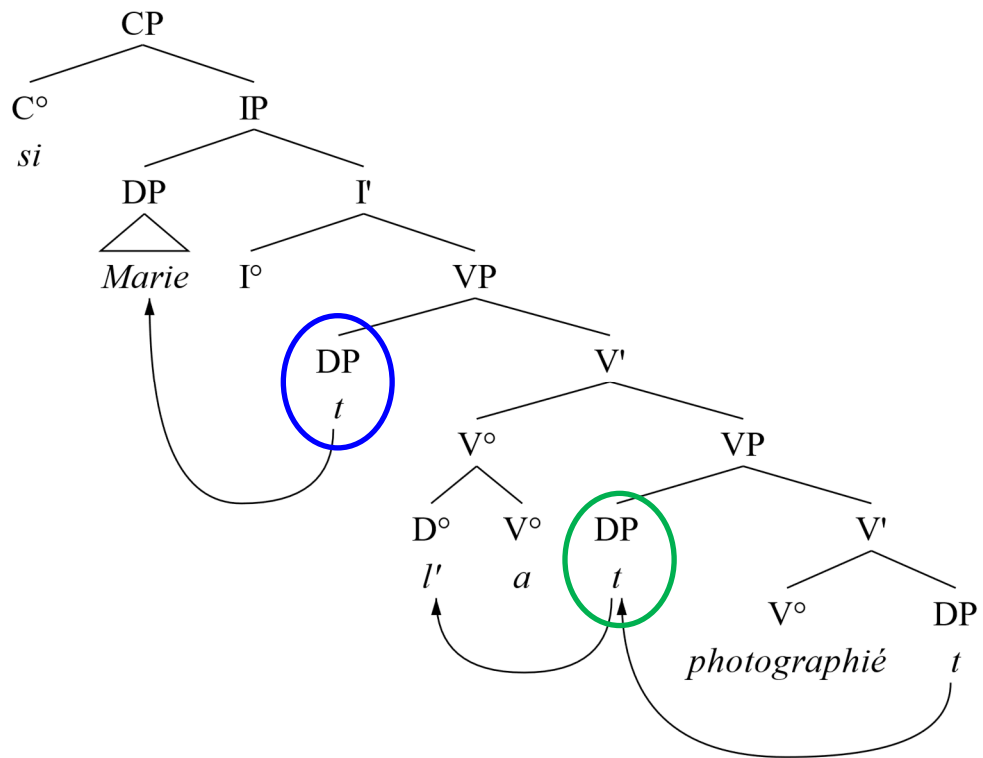 CP
C° IP
si
DP I'
Marie I° VP
DP V'
t
V° VP
D° V° DP V'
l' a t
V° DP
photographié t